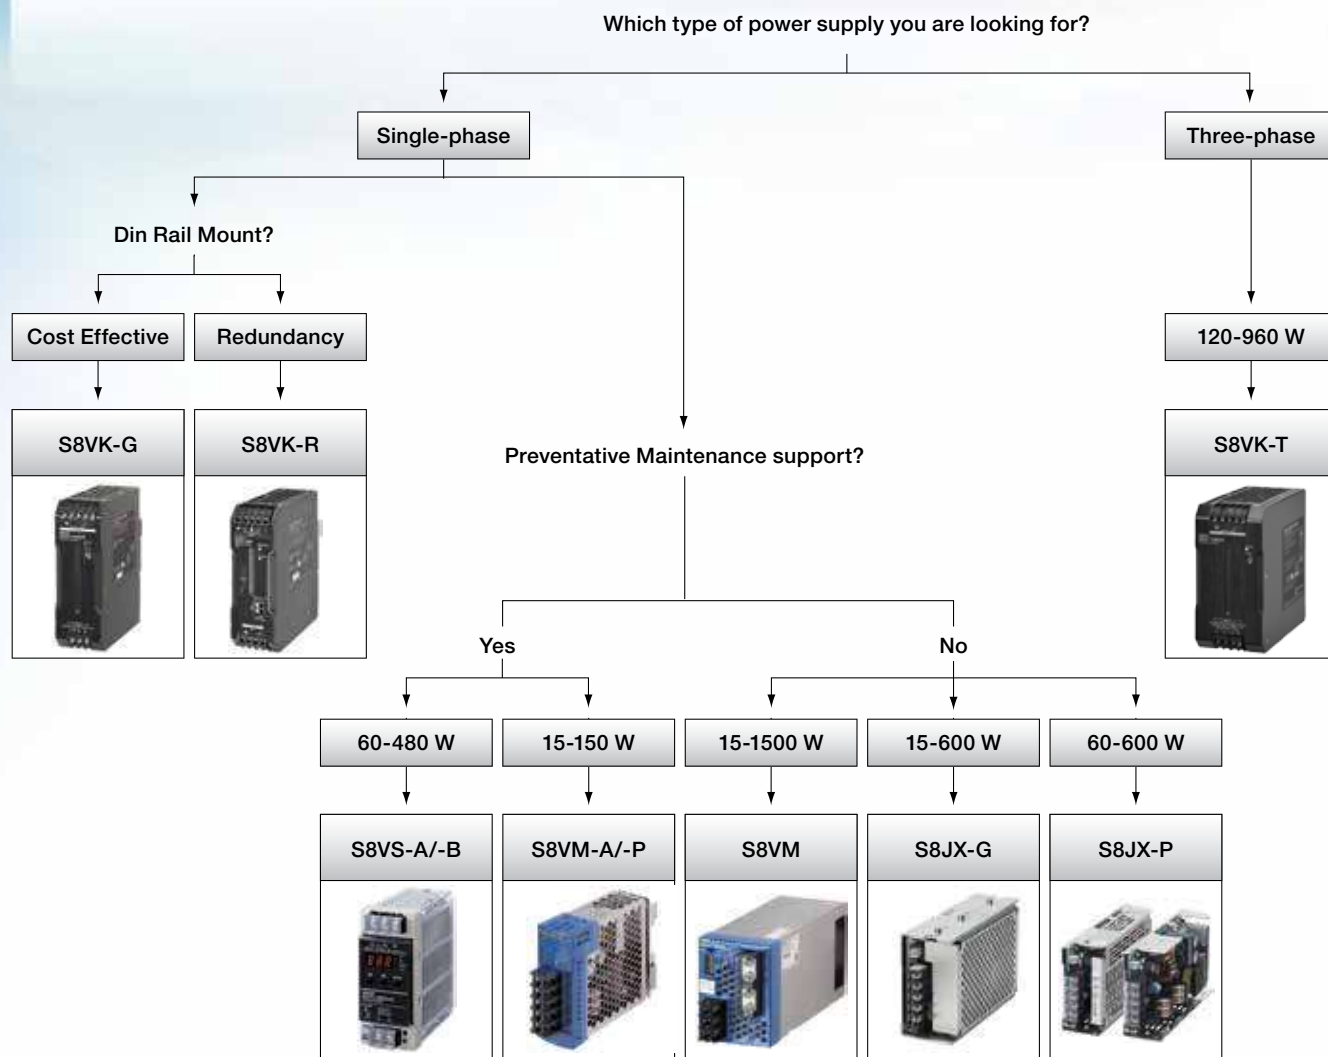 Which type of power supply you are looking for?
Single-phase
Three-phase
Din Rail Mount?
Cost Effective
Redundancy
120-960 W
S8VK-G
S8VK-R
S8VK-T
Preventative Maintenance support?
Yes
No
60-480 W
15-150 W
15-1500 W
15-600 W
60-600 W
S8VS-A/-B
S8VM-A/-P
S8VM
S8JX-G
S8JX-P